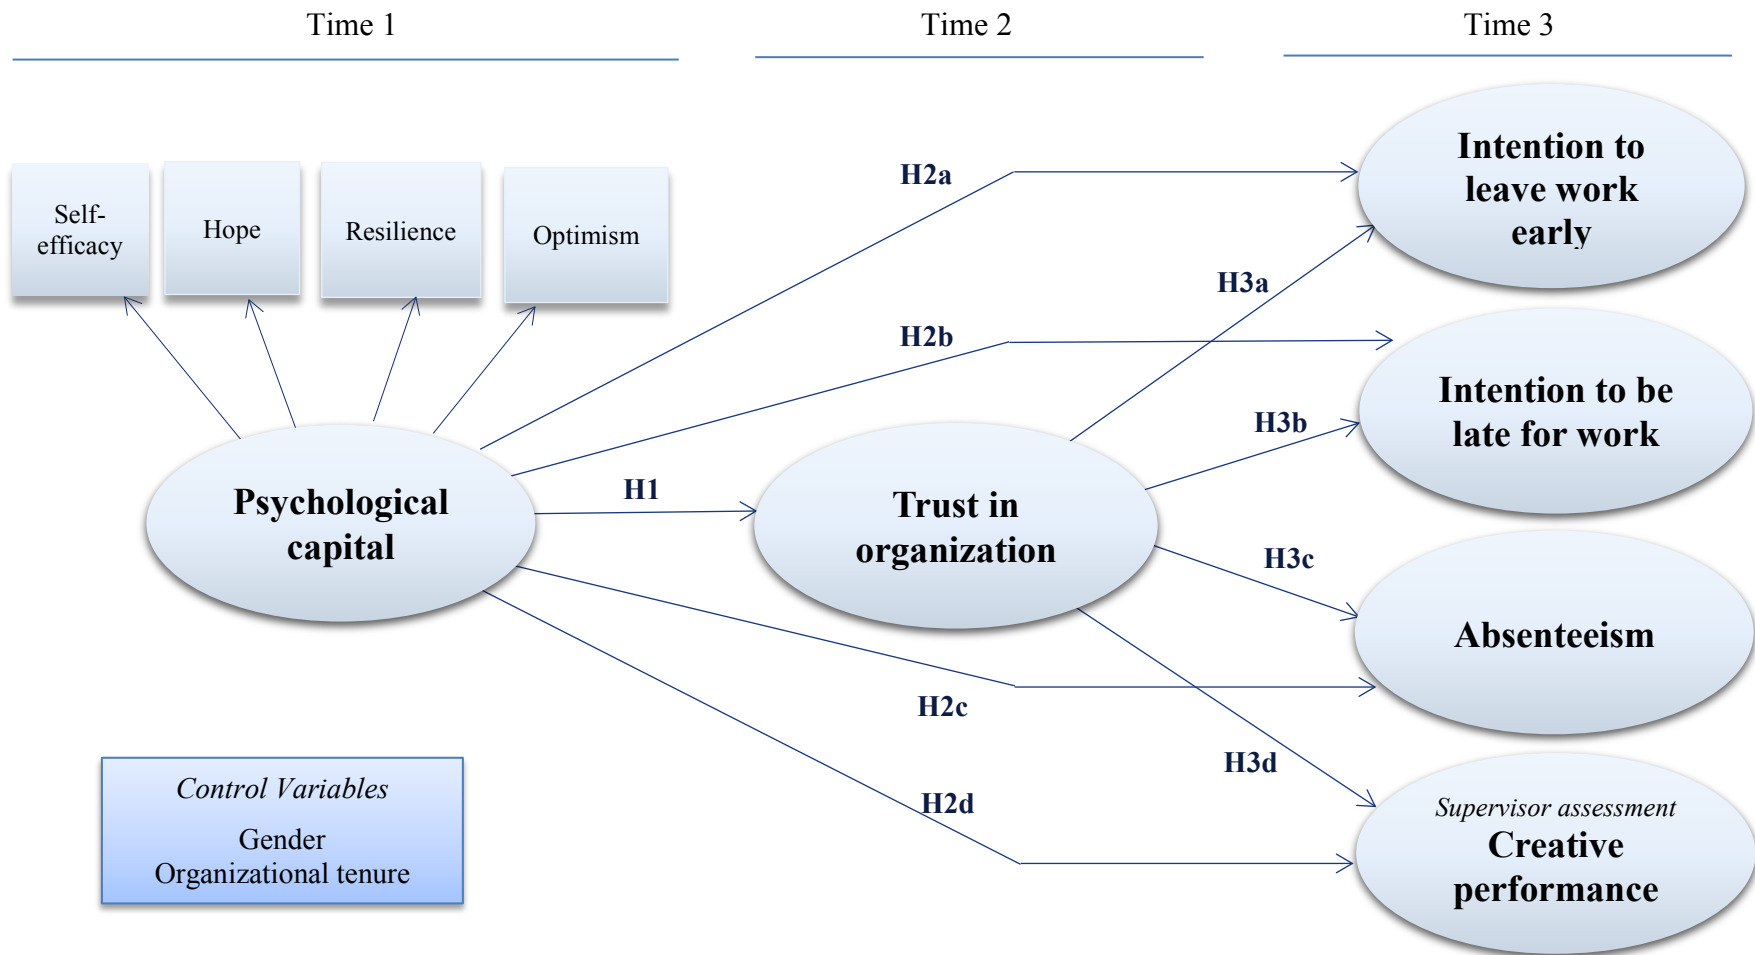 Time 1
Time 2
Time 3
Self-
efficacy
Hope
Resilience
Optimism
H2a
Intention to
leave work
early
H3a
H2b
Intention to be
late for work
H3b
Psychological
capital
H1
Trust in
organization
H3c
Absenteeism
H2c
H3d
H2d
Control Variables
Gender
Organizational tenure
Supervisor assessment
Creative
performance